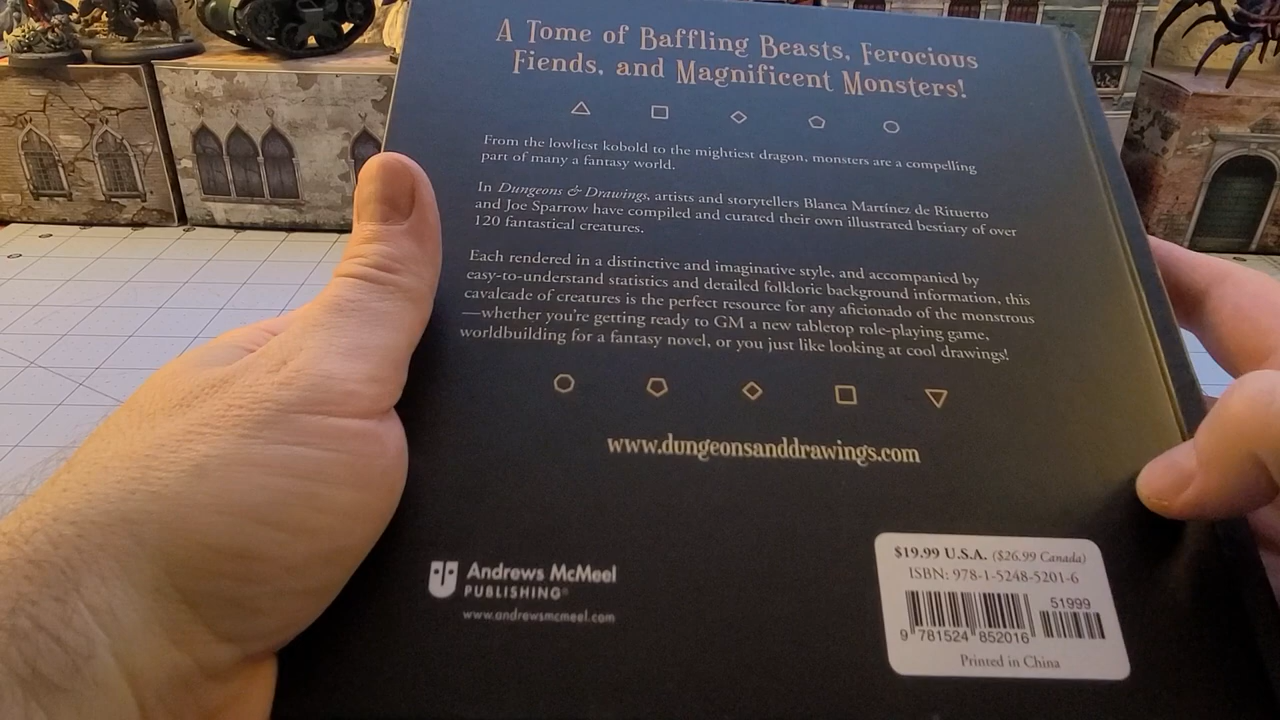 A Tome of Baffling Beasts, Ferocious
Fiends, and Magnificent Monsters!
From the lowliest kobold to the mightiest dragon, monsters are a compelling
part of many a fantasy world.
In Dungeons & Drawings, artists and storytellers Blanca Martínez de Rituerto
and Joe Sparrow have compiled and curated their own illustrated bestiary of over
120 fantastical creatures.
Each rendered in a distinctive and imaginative style, and accompanied by
easy-to-understand statistics and detailed folkloric background information, this
cavalcade of creatures is the perfect resource for any aficionado of the monstrous
—whether you're getting ready to GM a new tabletop role-playing game,
worldbuilding for a fantasy novel, or you just like looking at cool drawings!
www.dungeonsanddrawings.com
Andrews McMeel
PUBLISHING®
www.andrewsmcmeel.com
$19.99 U.S.A. ($26.99 Canada)
ISBN: 978-1-5248-5201-6
51999
9 781524 852016
Printed in China